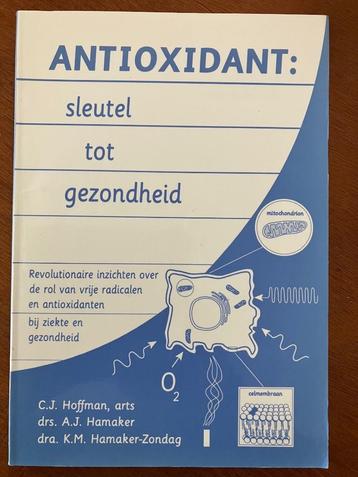 ANTIOXIDANT:
sleutel
tot
gezondheid
mitochondrion
Revolutionaire inzichten over
de rol van vrije radicalen
en antioxidanten
bij ziekte en
gezondheid
O2
celmembraan
C.J. Hoffman, arts
drs. A.J. Hamaker
dra. K.M. Hamaker-Zondag